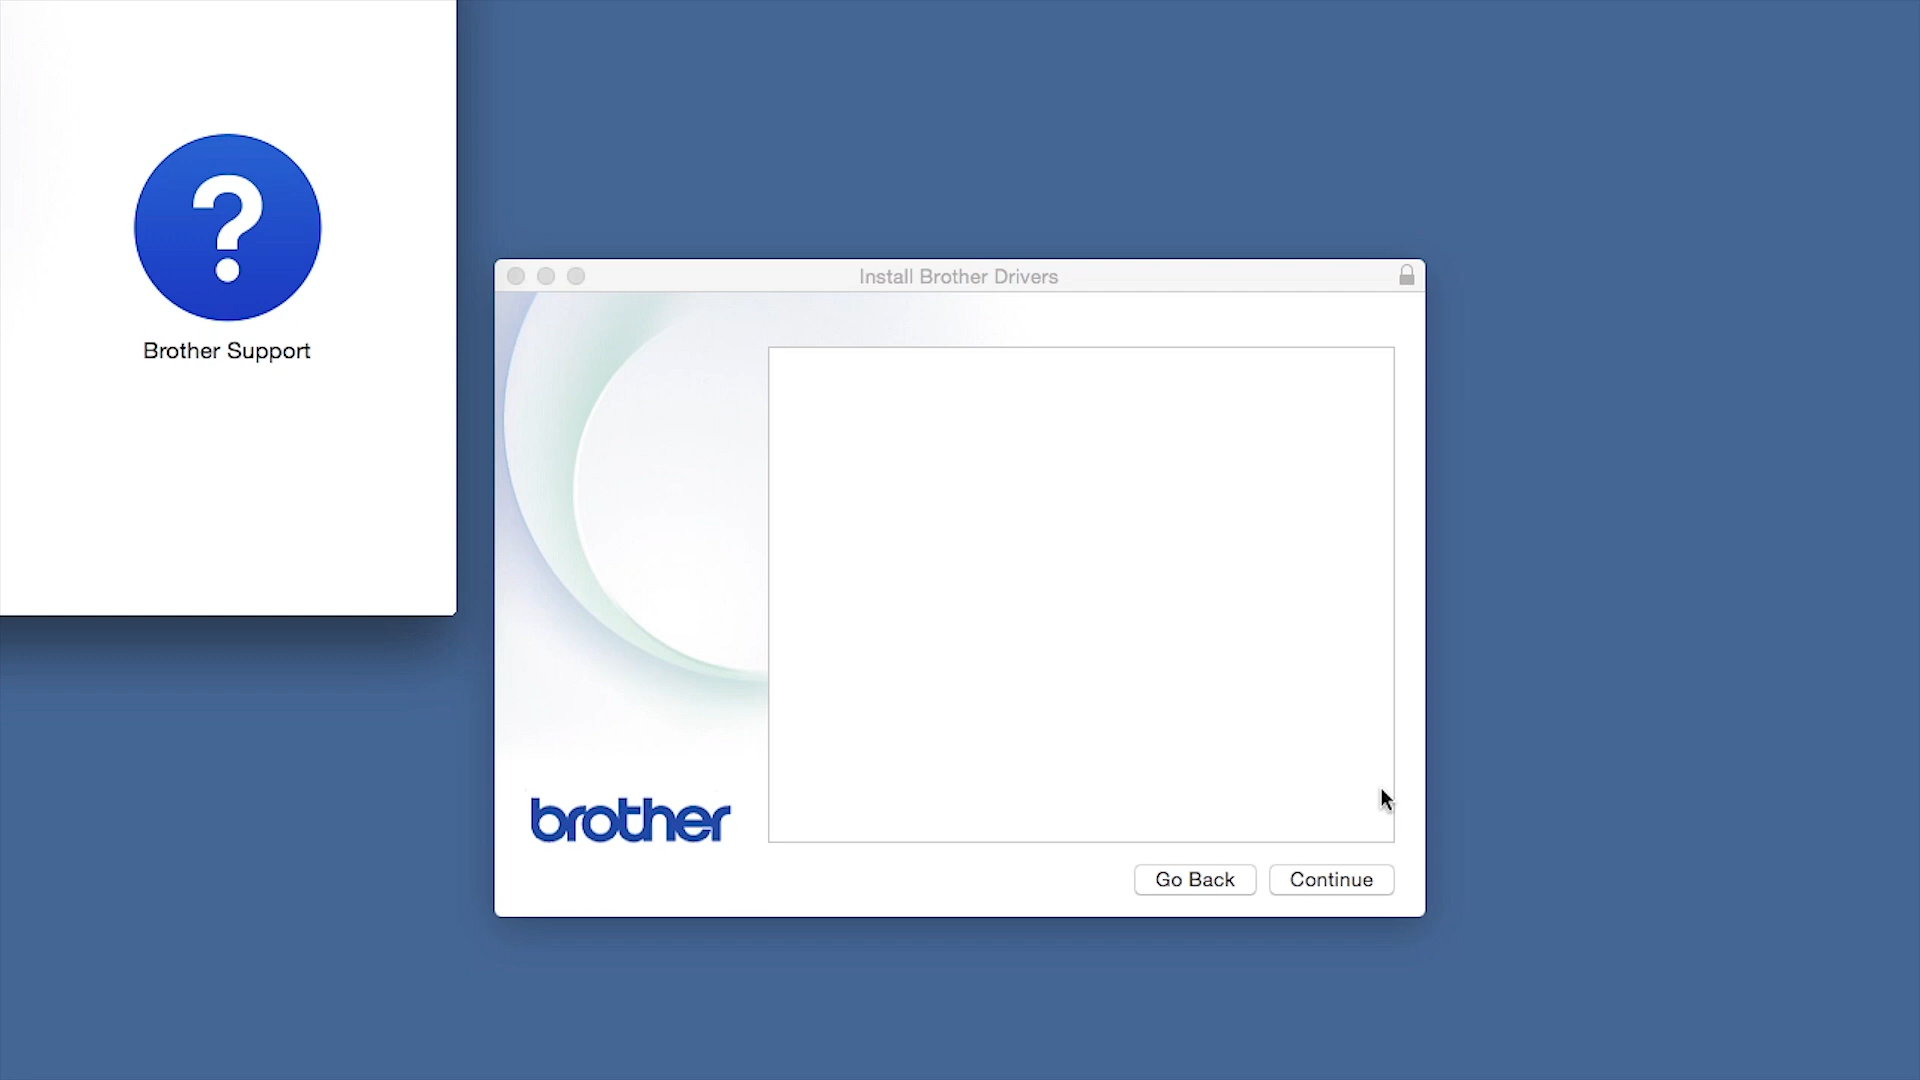 ?
Brother Support
Install Brother Drivers
brother
Go Back
Continue